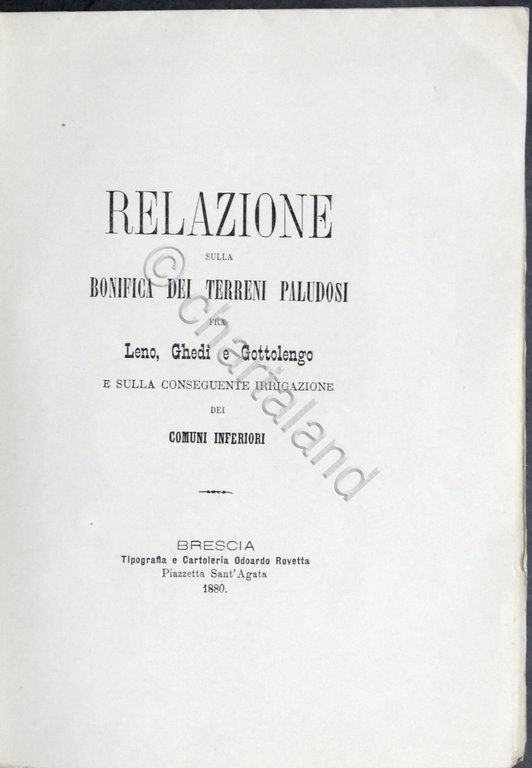 RELAZIONE
SULLA
BONIFICA DEI TERRENI PALUDOSI
FRA
Leno, Ghedi e Gottolengo
E SULLA CONSEGUENTE IRRIGAZIONE
DEI
COMUNI INFERIORI
BRESCIA
Tipografia e Cartoleria Odoardo Rovetta
Piazzetta Sant'Agata
1880.
© chartaland